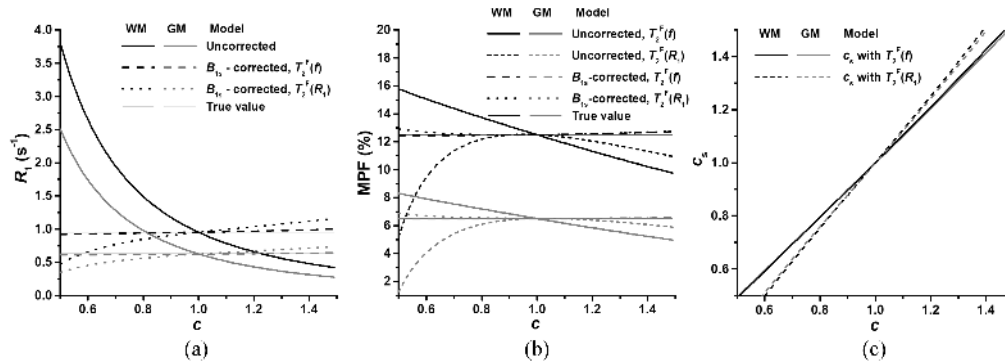 WM GM Model
Uncorrected
B1s - corrected, T2F(f)
B1s - corrected, T2F(R1)
True value
4.0
3.5
3.0
2.5
2.0
1.5
1.0
0.5
0.0
R1 (s-1)
0.6 0.8 1.0 1.2 1.4
c
(a)
WM GM Model
Uncorrected, T2F(f)
Uncorrected, T2F(R1)
B1s-corrected, T2F(f)
B1s-corrected, T2F(R1)
True value
20
18
16
14
12
10
8
6
4
2
MPF (%)
0.6 0.8 1.0 1.2 1.4
c
(b)
WM GM Model
cs with T2F(f)
cs with T2F(R1)
1.4
1.2
1.0
0.8
0.6
cs
0.6 0.8 1.0 1.2 1.4
c
(c)